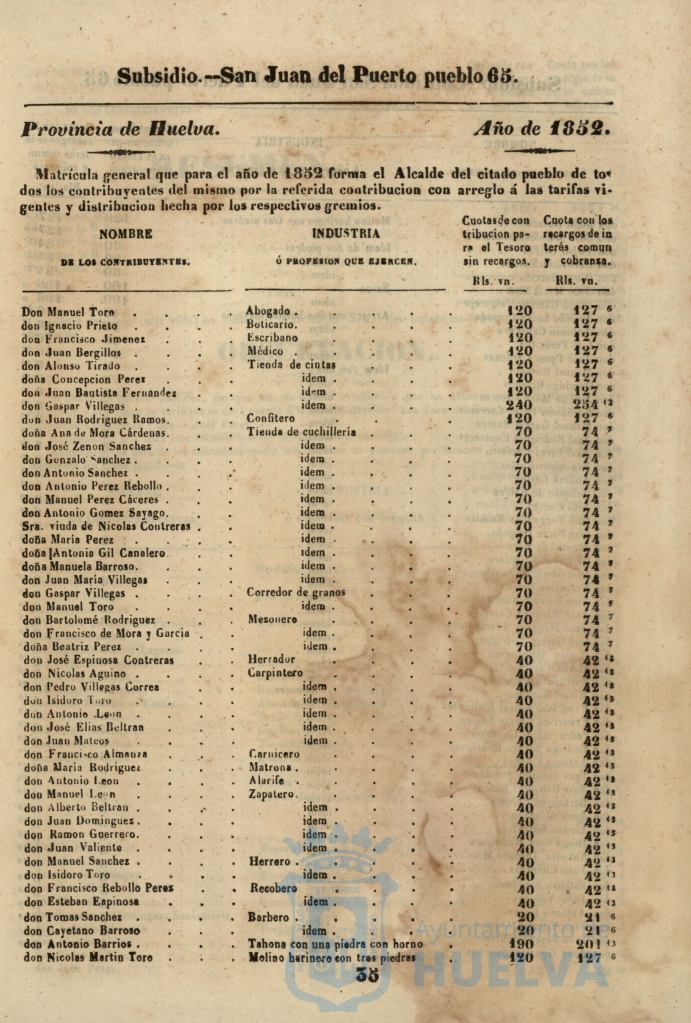 Subsidio.--San Juan del Puerto pueblo 65.
Provincia de Huelva. Año de 1852.
Matrícula general que para el año de 1852 forma el Alcalde del citado pueblo de to-
dos los contribuyentes del mismo por la referida contribucion con arreglo á las tarifas vi-
gentes y distribucion hecha por los respectivos gremios.
NOMBRE
DE LOS CONTRIBUYENTES.
INDUSTRIA
Ó PROFESION QUE EJERCEN.
Cuotas de con
tribucion pa-
ra el Tesoro
sin recargos.
Rls. vn.
Cuota con los
recargos de in
terés comun
y cobranza.
Rls. vn.
Don Manuel Toro . . . . Abogado . . . . . 120 127 6
don Ignacio Prieto . . . . Boticario. . . . . 120 127 6
don Francisco Jimenez . . . Escribano . . . . 120 127 6
don Juan Bergillos . . . . Médico . . . . . 120 127 6
don Alonso Tirado . . . . Tienda de cintas . . . 120 127 6
doña Concepcion Perez . . . idem . . . . 120 127 6
don Juan Bautista Fernandez . . idem . . . . 120 127 6
don Gaspar Villegas . . . . idem . . . . 240 254 12
don Juan Rodriguez Ramos. . . Confitero . . . . 120 127 6
doña Ana de Mora Cárdenas. . . Tienda de cuchillería . . . 70 74 7
don José Zenon Sanchez . . . idem . . . . 70 74 7
don Gonzalo Sanchez . . . . idem . . . . 70 74 7
don Antonio Sanchez . . . . idem . . . . 70 74 7
don Antonio Perez Rebollo . . . idem . . . . 70 74 7
don Manuel Perez Cáceres . . . idem . . . . 70 74 7
don Antonio Gomez Sayago. . . idem . . . . 70 74 7
Sra. viuda de Nicolas Contreras . . idem . . . . 70 74 7
doña María Perez . . . . idem . . . . 70 74 7
doña Antonia Gil Canalero . . . idem . . . . 70 74 7
doña Manuela Barroso. . . . idem . . . . 70 74 7
don Juan María Villegas . . . idem . . . . 70 74 7
don Gaspar Villegas . . . . Corredor de granos . . . 70 74 7
don Manuel Toro . . . . idem . . . . 70 74 7
don Bartolomé Rodriguez . . . Mezonero . . . . 70 74 7
don Francisco de Mora y Garcia . . idem . . . . 70 74 7
doña Beatriz Perez . . . . idem . . . . 70 74 7
don José Espinosa Contreras . . Herrador . . . . 40 42 13
don Nicolas Aguino . . . . Carpintero . . . . 40 42 13
don Pedro Villegas Correa . . . idem . . . . 40 42 13
don Isidoro Toro . . . . idem . . . . 40 42 13
don Antonio Leon . . . . idem . . . . 40 42 13
don José Elias Beltran . . . idem . . . . 40 42 13
don Juan Mateos . . . . idem . . . . 40 42 13
don Francisco Almauza . . . Carnicero . . . . 40 42 13
doña María Rodriguez . . . Matrona . . . . . 40 42 13
don Antonio Leon . . . . Alarife . . . . . 40 42 13
don Manuel Leon . . . . Zapatero. . . . . 40 42 13
don Alberto Beltran . . . . idem . . . . 40 42 13
don Juan Dominguez . . . . idem . . . . 40 42 13
don Ramon Guerrero. . . . idem . . . . 40 42 13
don Juan Valiente . . . . idem . . . . 40 42 13
don Manuel Sanchez . . . . Herrero . . . . . 40 42 13
don Isidoro Toro . . . . idem . . . . 40 42 13
don Francisco Rebollo Perez . . Recobero . . . . 40 42 13
don Esteban Espinosa . . . idem . . . . 40 42 13
don Tomas Sanchez . . . . Barbero . . . . . 20 21 6
don Cayetano Barroso . . . idem . . . . 20 21 6
don Antonio Barrios . . . . Tahona con una piedra con horno . 190 201 13
don Nicolas Martin Toro . . . Molino harinero con tres piedras . 120 127 6
35
Ayuntamiento de
HUELVA